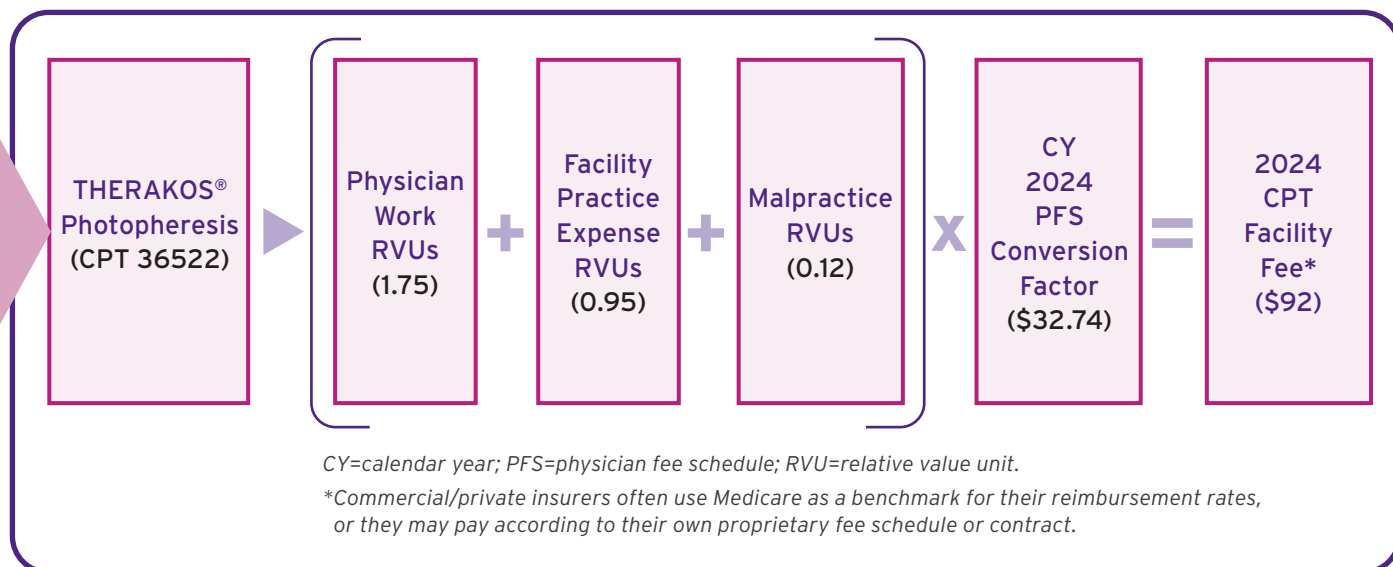 THERAKOS®
Photopheresis
(CPT 36522)
Physician
Work
RVUs
(1.75)
+
Facility
Practice
Expense
RVUs
(0.95)
+
Malpractice
RVUs
(0.12)
x
CY
2024
PFS
Conversion
Factor
($32.74)
=
2024
CPT
Facility
Fee*
($92)
CY=calendar year; PFS=physician fee schedule; RVU=relative value unit.
*Commercial/private insurers often use Medicare as a benchmark for their reimbursement rates,
or they may pay according to their own proprietary fee schedule or contract.